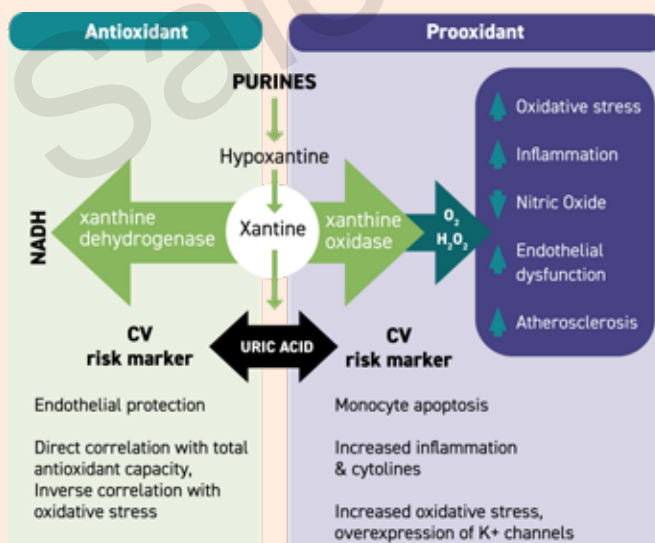 Antioxidant
Prooxidant
PURINES
Hypoxantine
NADH
xanthine
dehydrogenase
Xantine
xanthine
oxidase
O2
H2O2
Oxidative stress
Inflammation
Nitric Oxide
Endothelial
dysfunction
Atherosclerosis
CV
risk marker
URIC ACID
CV
risk marker
Endothelial protection
Direct correlation with total
antioxidant capacity,
Inverse correlation with
oxidative stress
Monocyte apoptosis
Increased inflammation
& cytolines
Increased oxidative stress,
overexpression of K+ channels